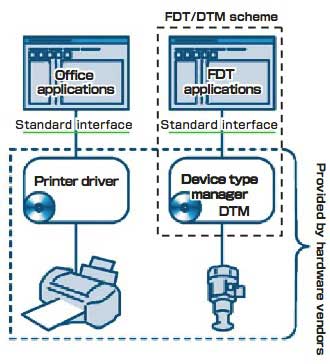 FDT/DTM scheme
Office
applications
FDT
applications
Standard interface
Standard interface
Printer driver
Device type
manager
DTM
Provided by hardware vendors